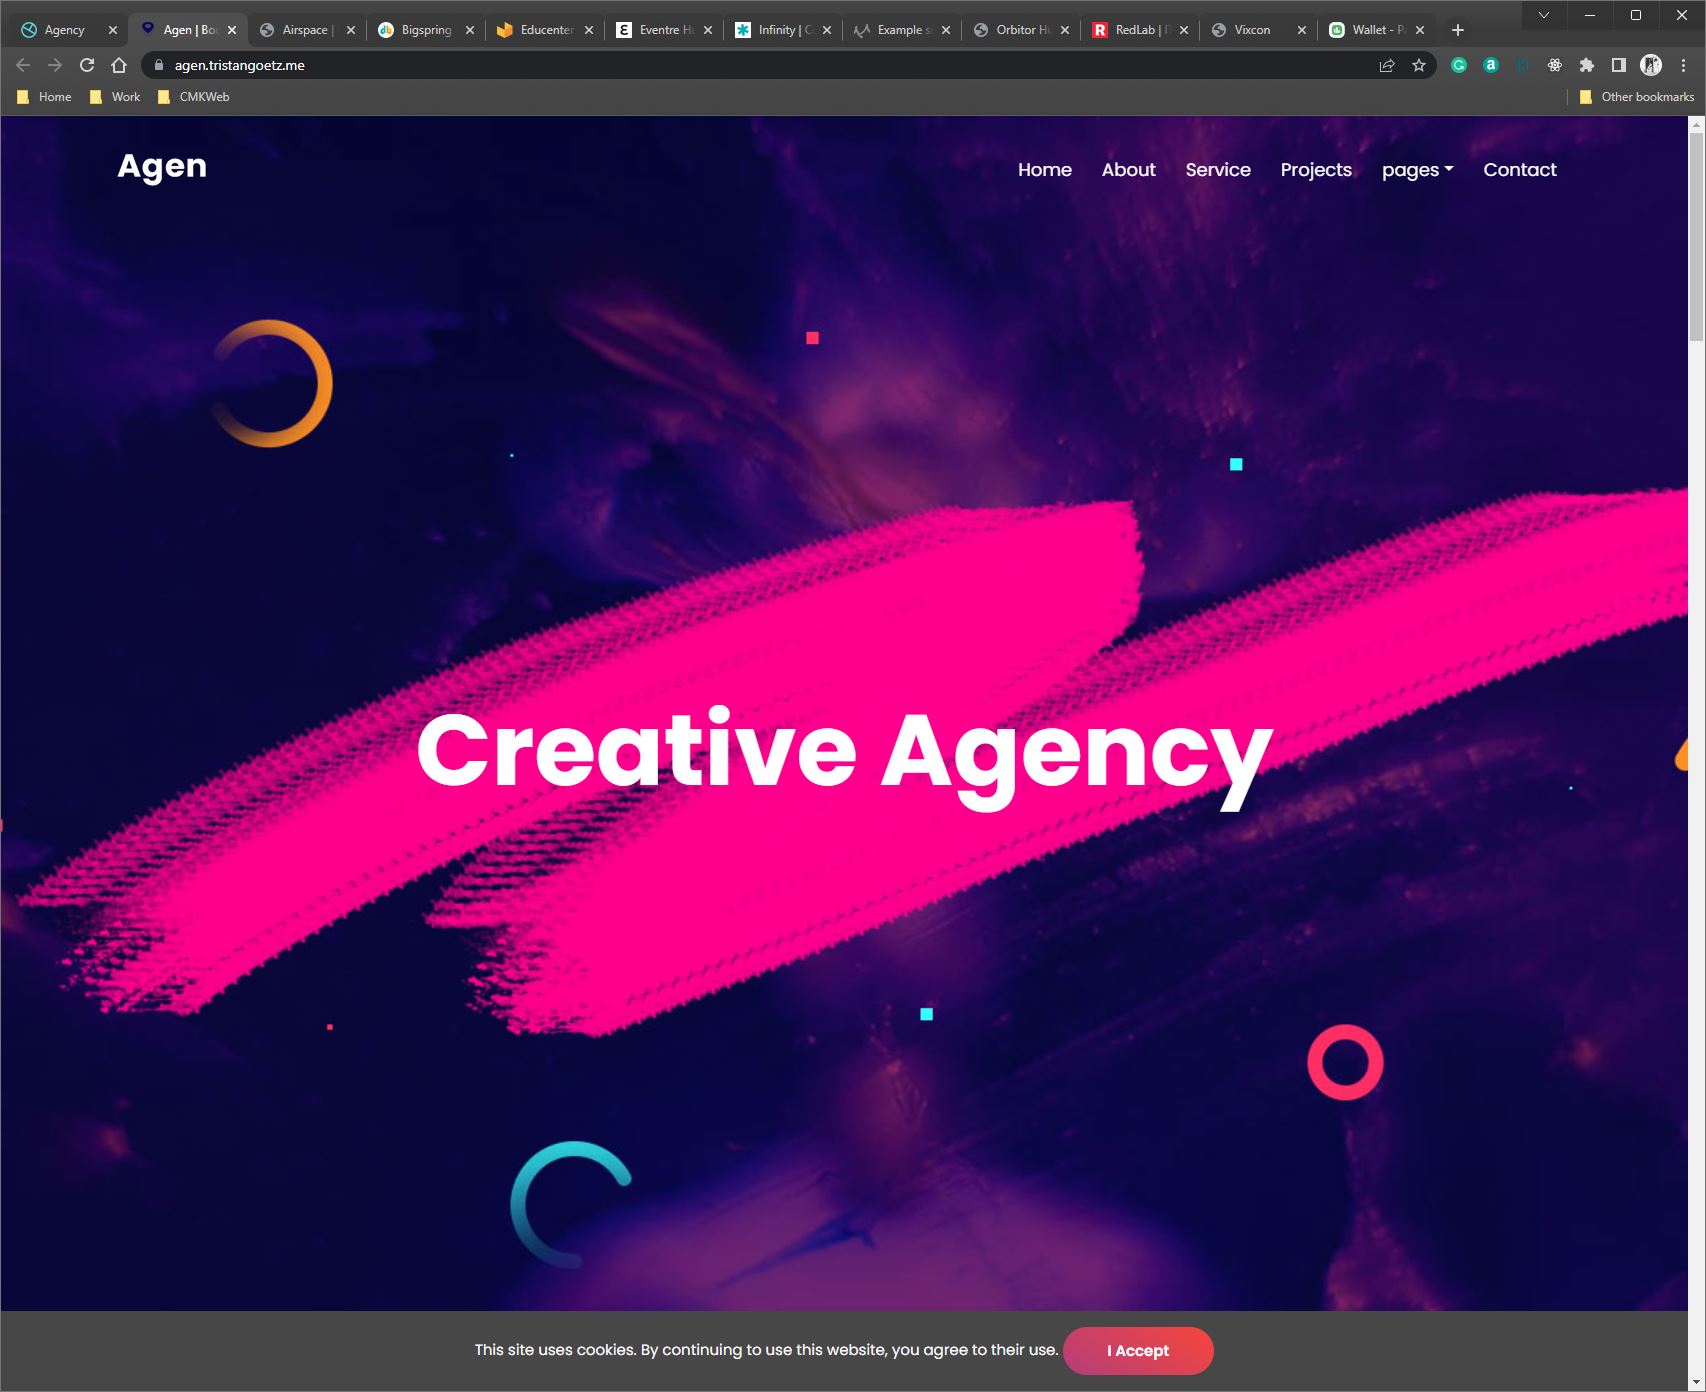 Agency
Agen | Boo
Airspace |
Bigspring
Educenter
Eventre H
Infinity | C
Example s
Orbitor H
RedLab | I
Vixcon
Wallet - P
agen.tristangoetz.me
Home
Work
CMKWeb
Other bookmarks
Agen
Home
About
Service
Projects
pages
Contact
Creative Agency
This site uses cookies. By continuing to use this website, you agree to their use.
I Accept